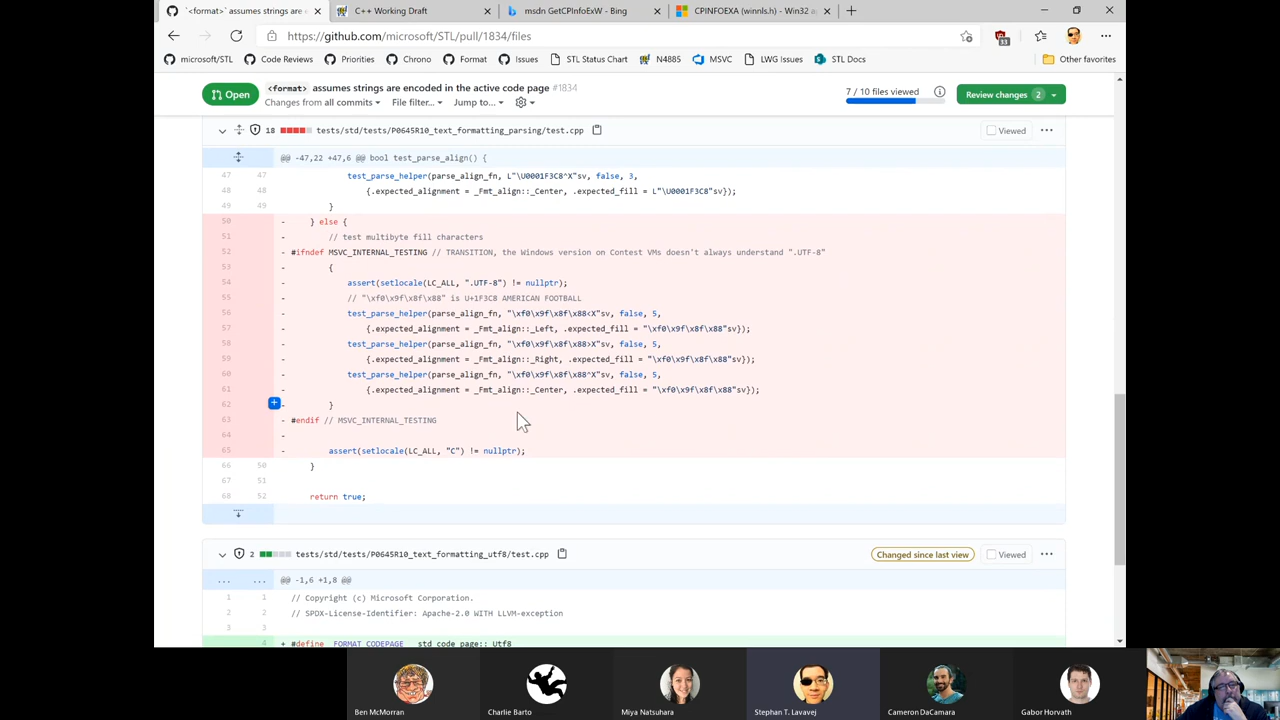 `<format>` assumes strings are en
C++ Working Draft
msdn GetCPInfoExW - Bing
CPINFOEXA (winnls.h) - Win32 a
https://github.com/microsoft/STL/pull/1834/files
33
microsoft/STL Code Reviews Priorities Chrono Format Issues STL Status Chart N4885 MSVC LWG Issues STL Docs Other favorites
Open
<format> assumes strings are encoded in the active code page #1834
Changes from all commits File filter... Jump to...
7 / 10 files viewed
Review changes 2
18 tests/std/tests/P0645R10_text_formatting_parsing/test.cpp Viewed
@@ -47,22 +47,6 @@ bool test_parse_align() {
47 47 test_parse_helper(parse_align_fn, L"\U0001F3C8^X"sv, false, 3,
48 48 {.expected_alignment = _Fmt_align::_Center, .expected_fill = L"\U0001F3C8"sv});
49 49 }
50 - } else {
51 - // test multibyte fill characters
52 - #ifndef MSVC_INTERNAL_TESTING // TRANSITION, the Windows version on Contest VMs doesn't always understand ".UTF-8"
53 - {
54 - assert(setlocale(LC_ALL, ".UTF-8") != nullptr);
55 - // "\xf0\x9f\x8f\x88" is U+1F3C8 AMERICAN FOOTBALL
56 - test_parse_helper(parse_align_fn, "\xf0\x9f\x8f\x88<X"sv, false, 5,
57 - {.expected_alignment = _Fmt_align::_Left, .expected_fill = "\xf0\x9f\x8f\x88"sv});
58 - test_parse_helper(parse_align_fn, "\xf0\x9f\x8f\x88>X"sv, false, 5,
59 - {.expected_alignment = _Fmt_align::_Right, .expected_fill = "\xf0\x9f\x8f\x88"sv});
60 - test_parse_helper(parse_align_fn, "\xf0\x9f\x8f\x88^X"sv, false, 5,
61 - {.expected_alignment = _Fmt_align::_Center, .expected_fill = "\xf0\x9f\x8f\x88"sv});
62 - }
63 - #endif // MSVC_INTERNAL_TESTING
64 -
65 - assert(setlocale(LC_ALL, "C") != nullptr);
66 50 }
67 51
68 52 return true;
2 tests/std/tests/P0645R10_text_formatting_utf8/test.cpp Changed since last view Viewed
... ... @@ -1,6 +1,8 @@
1 1 // Copyright (c) Microsoft Corporation.
2 2 // SPDX-License-Identifier: Apache-2.0 WITH LLVM-exception
3 3
4 + #define _FORMAT_CODEPAGE __std_code_page::_Utf8
Ben McMorran
Charlie Barto
Miya Natsuhara
Stephan T. Lavavej
Cameron DaCamara
Gabor Horvath